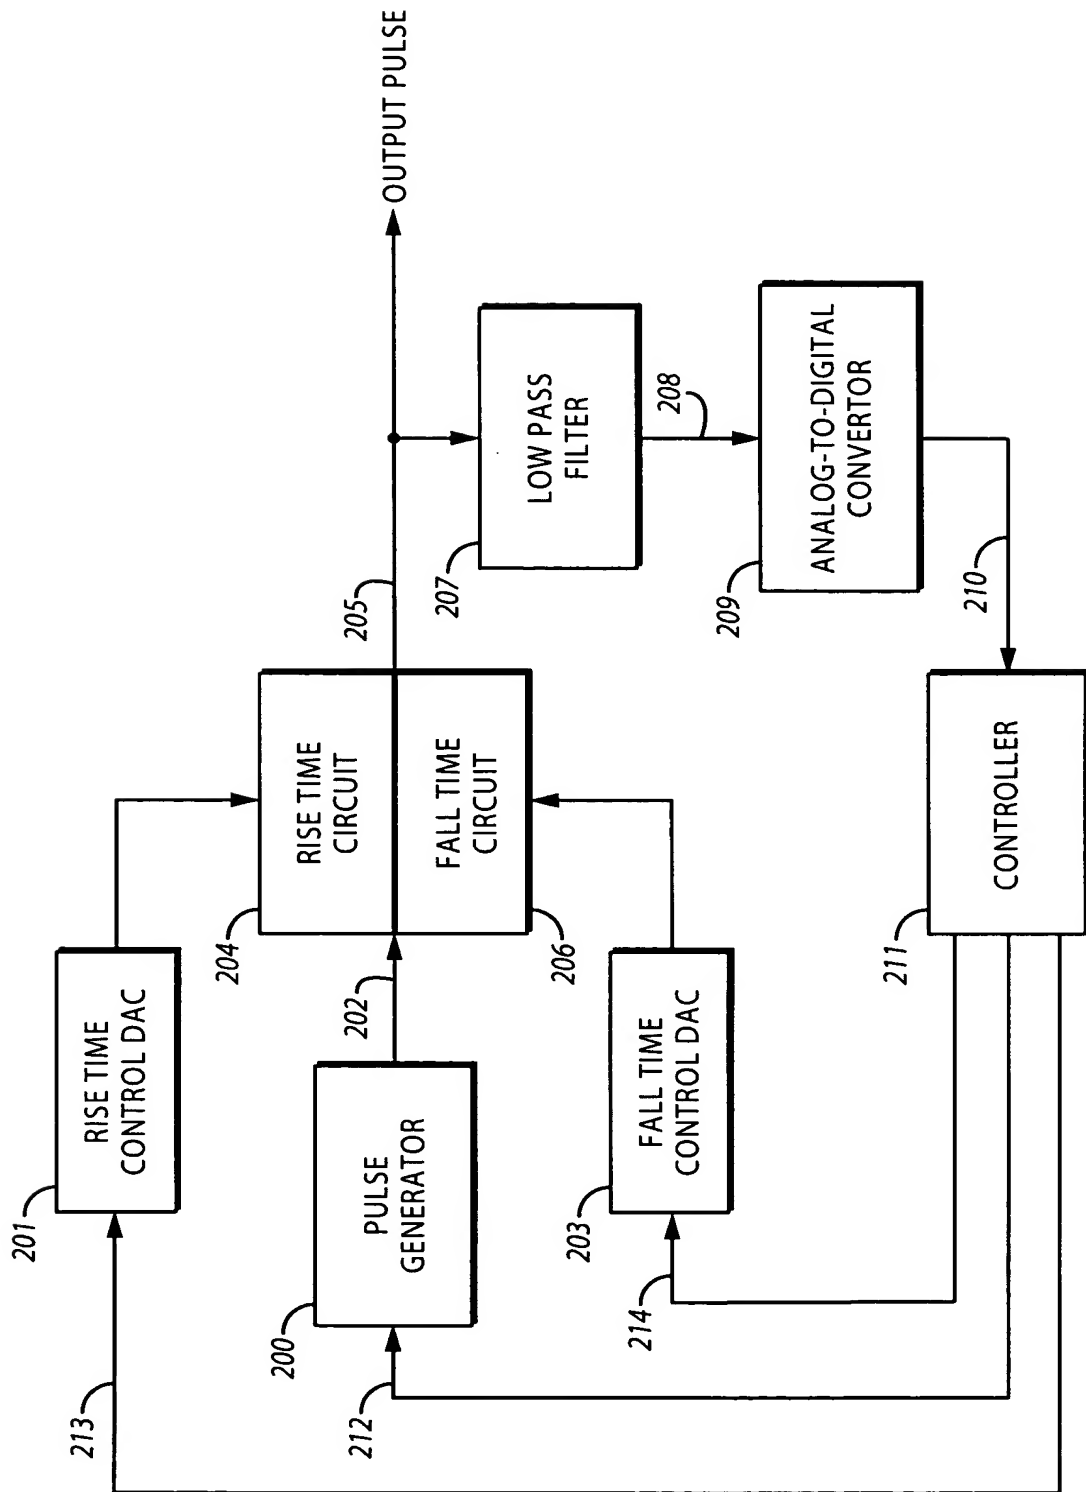 213
201
RISE TIME
CONTROL DAC
204
RISE TIME
CIRCUIT
205
OUTPUT PULSE
212
200
PULSE
GENERATOR
202
FALL TIME
CIRCUIT
206
207
LOW PASS
FILTER
208
214
203
FALL TIME
CONTROL DAC
209
ANALOG-TO-DIGITAL
CONVERTOR
210
211
CONTROLLER